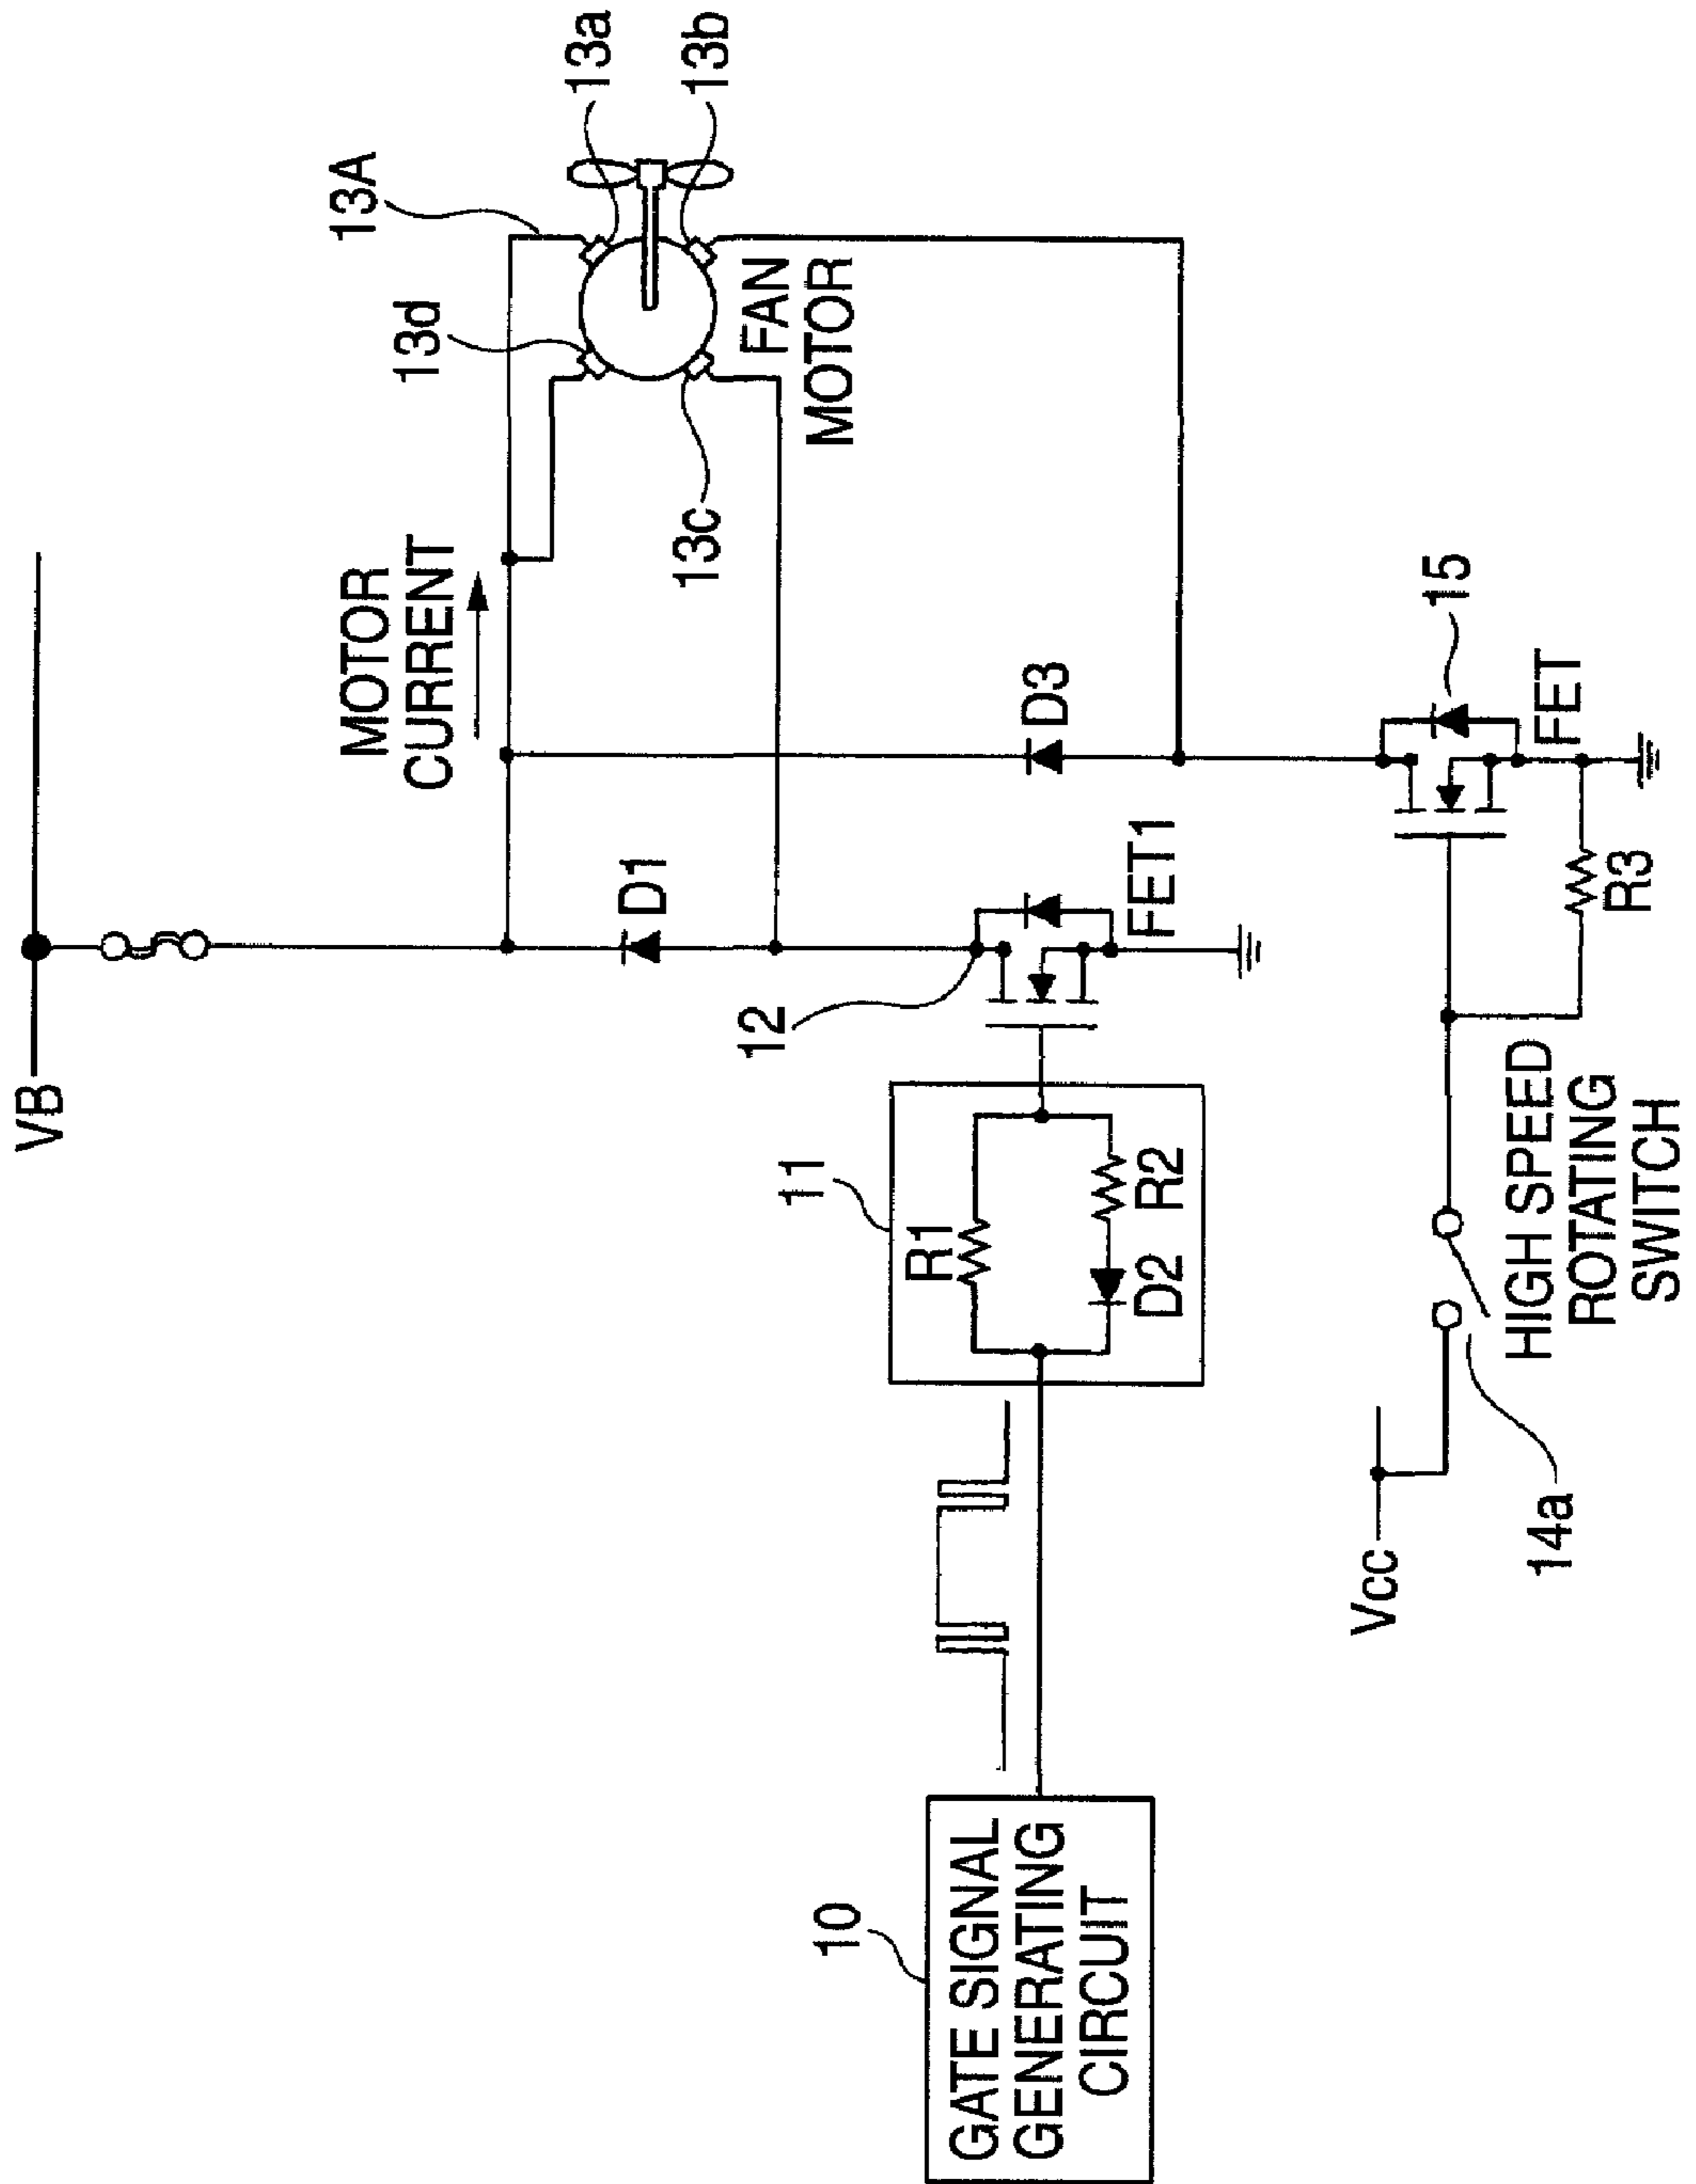 VB
MOTOR
CURRENT
13A
13d
13a
13b
13c
FAN
MOTOR
D1
D3
12
FET1
15
FET
11
R1
D2 R2
R3
10
GATE SIGNAL
GENERATING
CIRCUIT
Vcc
14a
HIGH SPEED
ROTATING
SWITCH